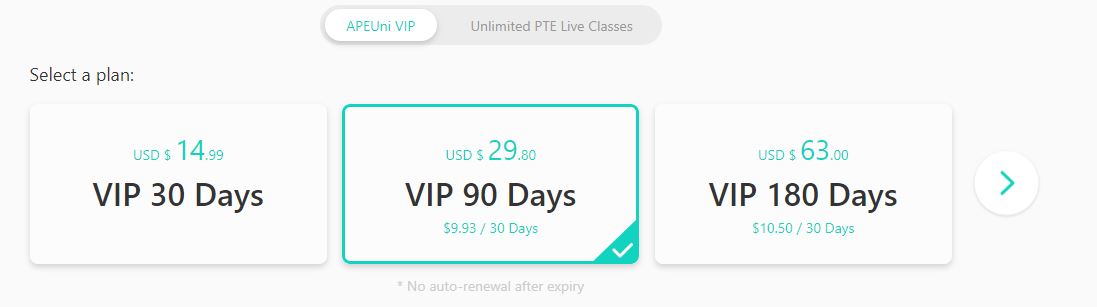 APEUni VIP
Unlimited PTE Live Classes
Select a plan:
USD $ 14.99
VIP 30 Days
USD $ 29.80
VIP 90 Days
$9.93 / 30 Days
USD $ 63.00
VIP 180 Days
$10.50 / 30 Days
* No auto-renewal after expiry